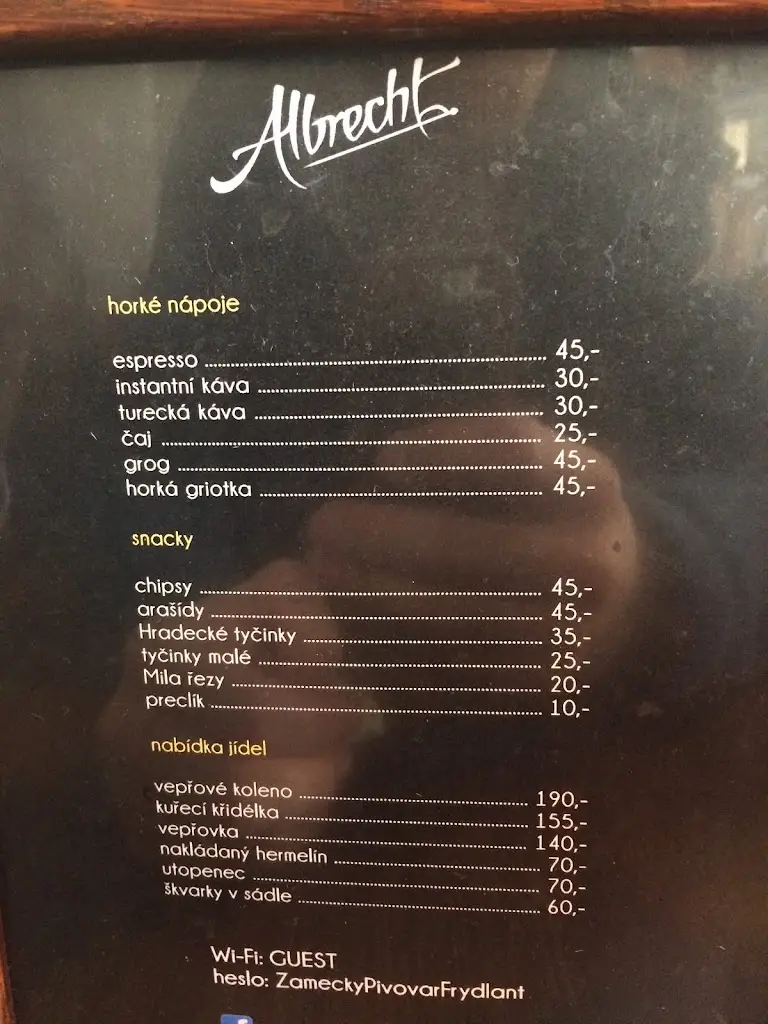 Albrecht
horké nápoje
espresso 45,-
instantní káva 30,-
turecká káva 30,-
čaj 25,-
grog 45,-
horká griotka 45,-
snacky
chipsy 45,-
arašídy 45,-
Hradecké tyčinky 35,-
tyčinky malé 25,-
Mila řezy 20,-
preclík 10,-
nabídka jídel
vepřové koleno 190,-
kuřecí křidélka 155,-
vepřovka 140,-
nakládaný hermelín 70,-
utopenec 70,-
škvarky v sádle 60,-
Wi-Fi: GUEST
heslo: ZameckyPivovarFrydlant